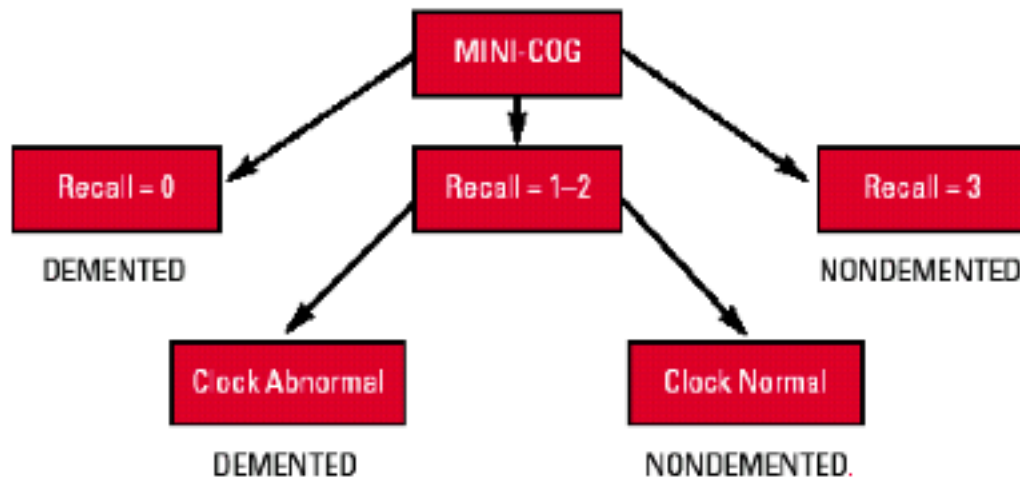 MINI-COG
Recall = 0
Recall = 1–2
Recall = 3
DEMENTED
NONDEMENTED
Clock Abnormal
Clock Normal
DEMENTED
NONDEMENTED.